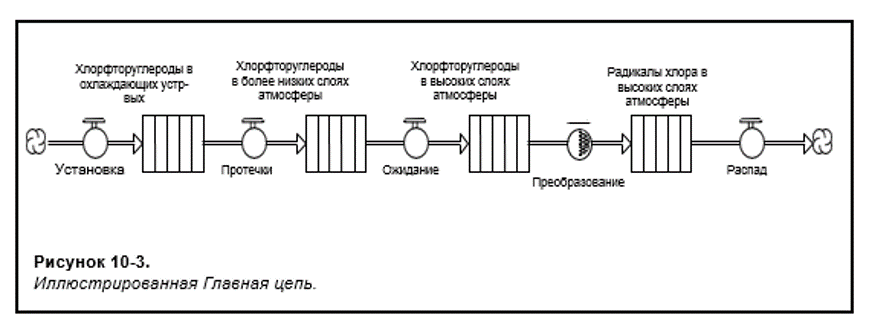 Хлорфторуглероды в
охлаждающих устр-
вых
Хлорфторуглероды
в более низких слоях
атмосферы
Хлорфторуглероды
в высоких слоях
атмосферы
Радикалы хлора в
высоких слоях
атмосферы
Установка
Протечки
Ожидание
Преобразование
Распад
Рисунок 10-3.
Иллюстрированная Главная цепь.